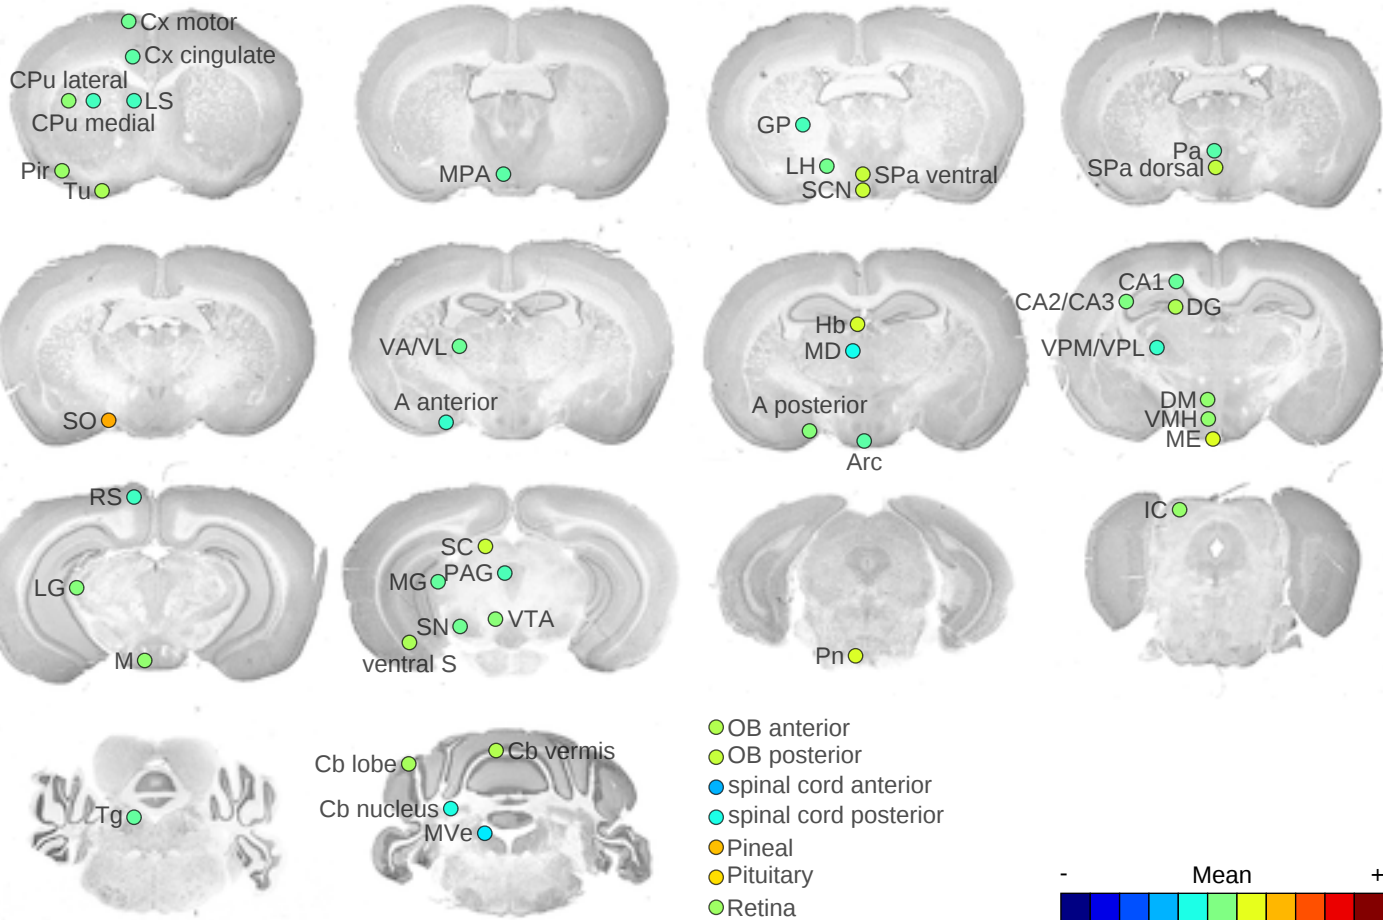 Cx motor
Cx cingulate
CPu lateral
LS
CPu medial
Pir
Tu
MPA
GP
LH
SPa ventral
SCN
Pa
SPa dorsal
SO
VA/VL
A anterior
Hb
MD
A posterior
Arc
CA1
CA2/CA3
DG
VPM/VPL
DM
VMH
ME
RS
LG
M
SC
PAG
MG
SN
VTA
ventral S
Pn
IC
Tg
Cb lobe
Cb vermis
Cb nucleus
MVe
OB anterior
OB posterior
spinal cord anterior
spinal cord posterior
Pineal
Pituitary
Retina
- Mean +